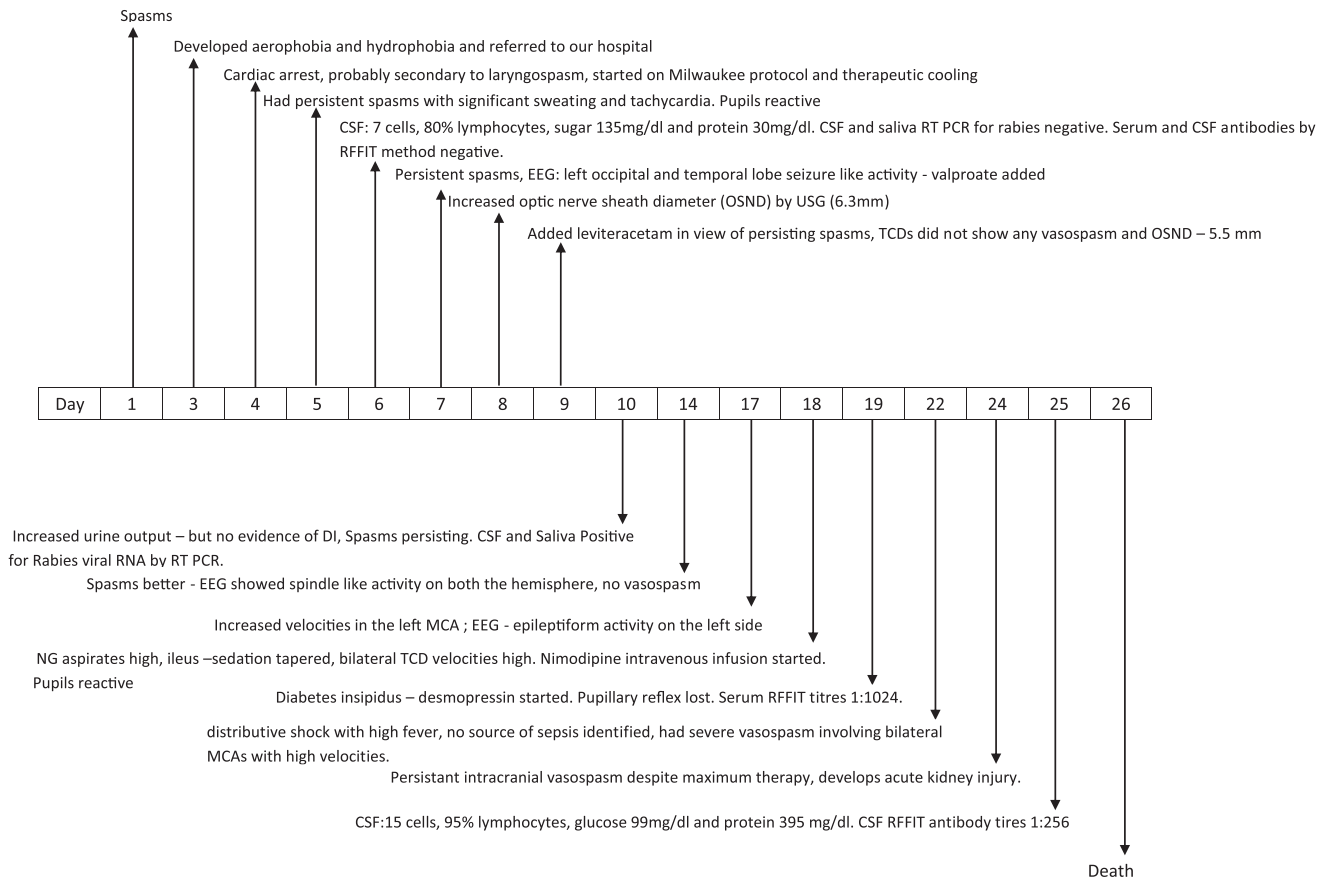 Spasms
Developed aerophobia and hydrophobia and referred to our hospital
Cardiac arrest, probably secondary to laryngospasm, started on Milwaukee protocol and therapeutic cooling
Had persistent spasms with significant sweating and tachycardia. Pupils reactive
CSF: 7 cells, 80% lymphocytes, sugar 135mg/dl and protein 30mg/dl. CSF and saliva RT PCR for rabies negative. Serum and CSF antibodies by
RFFIT method negative.
Persistent spasms, EEG: left occipital and temporal lobe seizure like activity - valproate added
Increased optic nerve sheath diameter (OSND) by USG (6.3mm)
Added leviteracetam in view of persisting spasms, TCDs did not show any vasospasm and OSND – 5.5 mm
Day 1 3 4 5 6 7 8 9 10 14 17 18 19 22 24 25 26
Increased urine output – but no evidence of DI, Spasms persisting. CSF and Saliva Positive
for Rabies viral RNA by RT PCR.
Spasms better - EEG showed spindle like activity on both the hemisphere, no vasospasm
Increased velocities in the left MCA ; EEG - epileptiform activity on the left side
NG aspirates high, ileus –sedation tapered, bilateral TCD velocities high. Nimodipine intravenous infusion started.
Pupils reactive
Diabetes insipidus – desmopressin started. Pupillary reflex lost. Serum RFFIT titres 1:1024.
distributive shock with high fever, no source of sepsis identified, had severe vasospasm involving bilateral
MCAs with high velocities.
Persistant intracranial vasospasm despite maximum therapy, develops acute kidney injury.
CSF:15 cells, 95% lymphocytes, glucose 99mg/dl and protein 395 mg/dl. CSF RFFIT antibody tires 1:256
Death